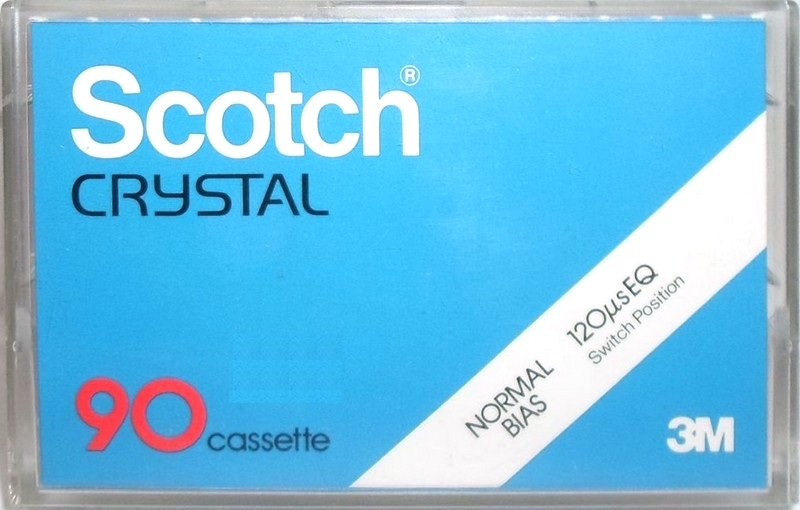 Scotch®
CRYSTAL
NORMAL BIAS
120µs EQ
Switch Position
90 cassette
3M